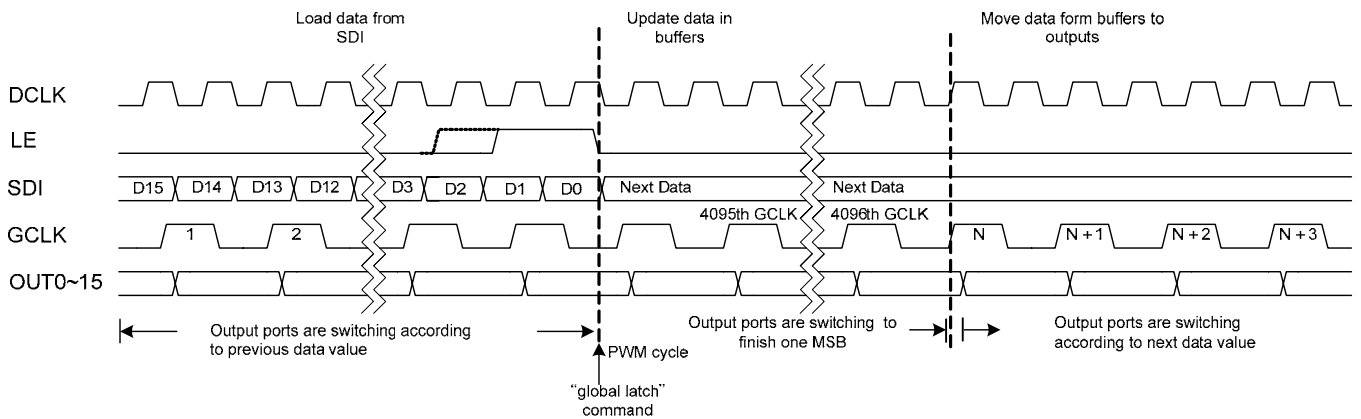 Load data from
SDI
Update data in
buffers
Move data form buffers to
outputs
DCLK
LE
SDI
D15 D14 D13 D12 D3 D2 D1 D0 Next Data Next Data
4095th GCLK 4096th GCLK
GCLK
1 2 N N + 1 N + 2 N + 3
OUT0~15
Output ports are switching according
to previous data value
Output ports are switching to
finish one MSB
Output ports are switching
according to next data value
PWM cycle
“global latch”
command